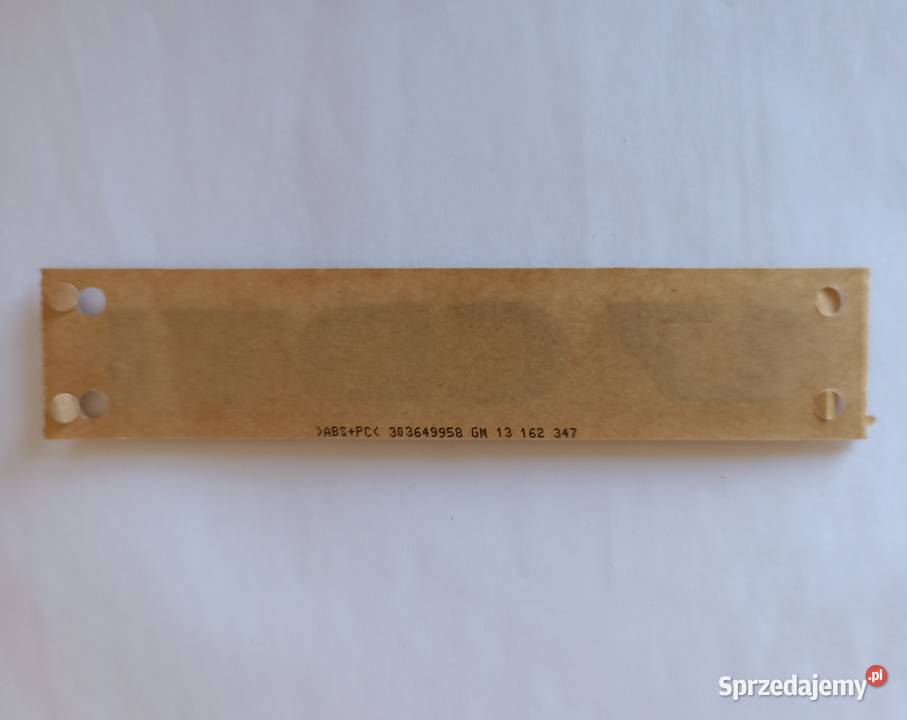 >ABS+PC< 303649958 GM 13 162 347
Sprzedajemy.pl